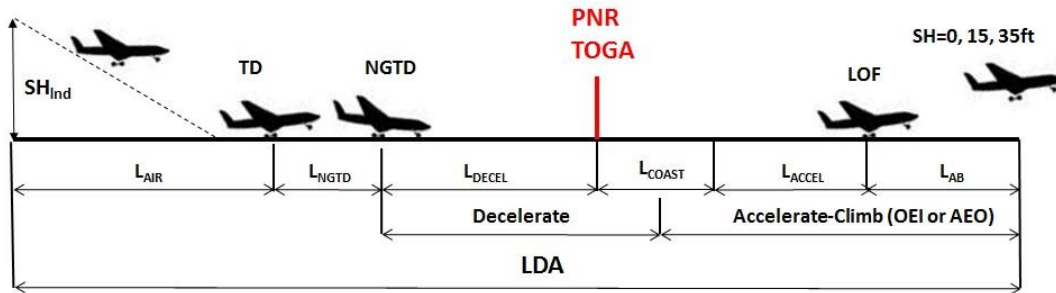 PNR
TOGA
SH=0, 15, 35ft
TD
NGTD
LOF
SH_lnd
L_AIR
L_NGTD
L_DECEL
L_COAST
L_ACCEL
L_AB
Decelerate
Accelerate-Climb (OEI or AEO)
LDA